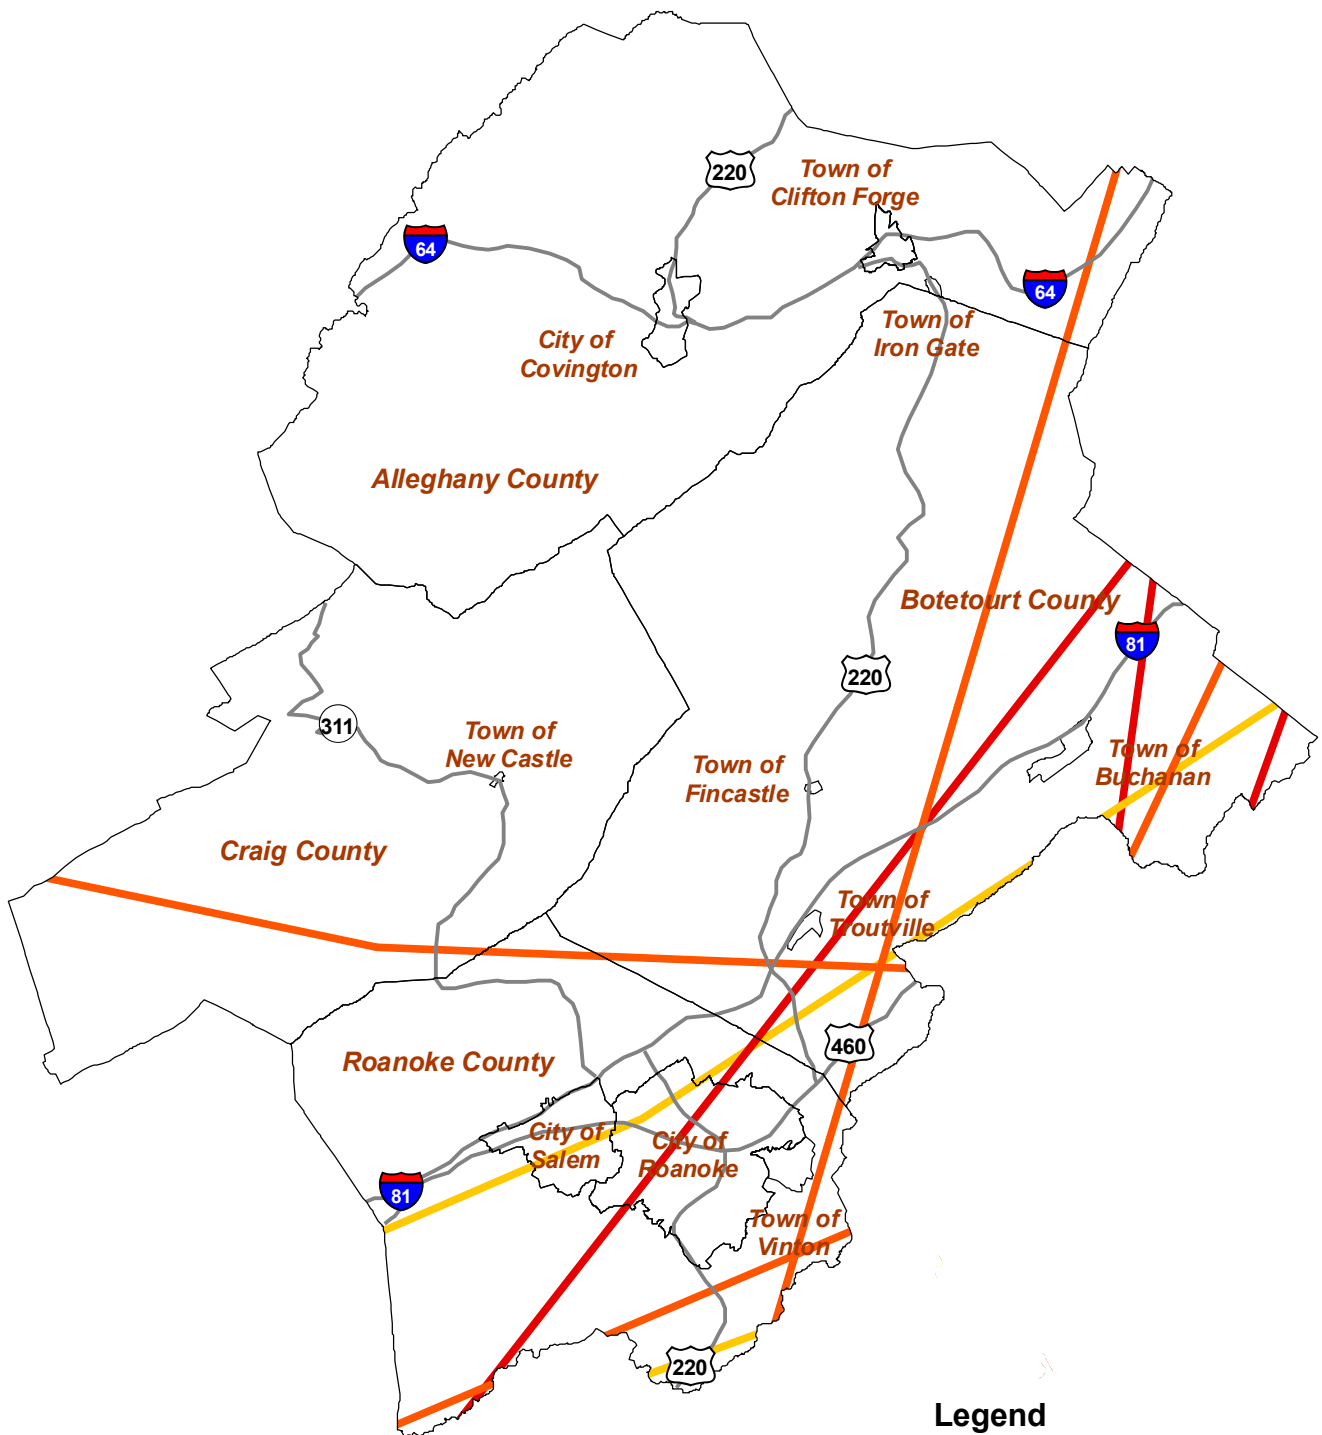 220
Town of
Clifton Forge
64
64
Town of
Iron Gate
City of
Covington
Alleghany County
Botetourt County
81
220
311
Town of
New Castle
Town of
Fincastle
Town of
Buchanan
Craig County
Town of
Troutville
460
Roanoke County
City of
Salem
City of
Roanoke
81
Town of
Vinton
220
Legend